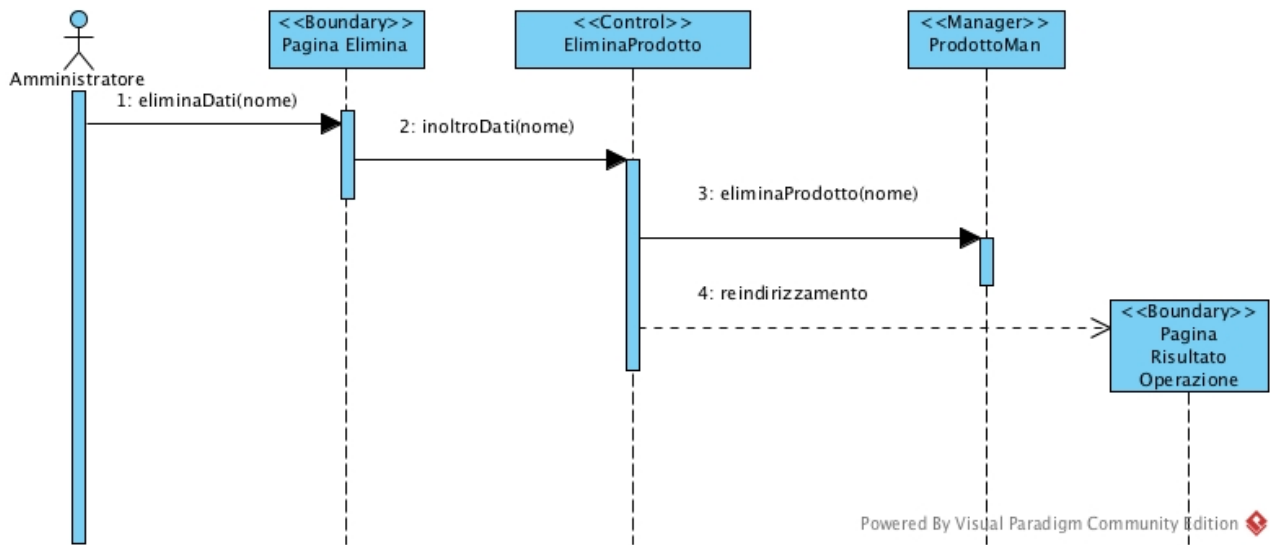 <<Boundary>>
Pagina Elimina
<<Control>>
EliminaProdotto
<<Manager>>
ProdottoMan
Amministratore
1: eliminaDati(nome)
2: inoltroDati(nome)
3: eliminaProdotto(nome)
4: reindirizzamento
<<Boundary>>
Pagina
Risultato
Operazione
Powered By Visual Paradigm Community Edition